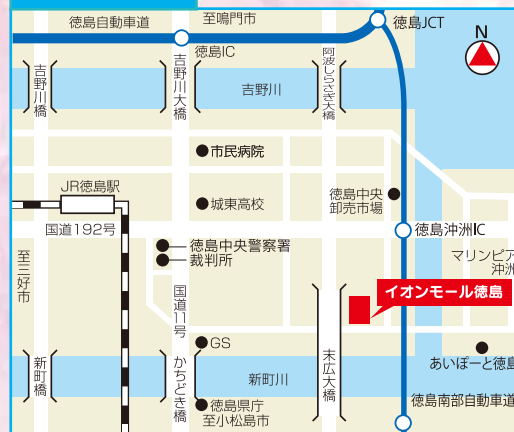 徳島自動車道
至鳴門市
徳島JCT
徳島IC
N
吉野川橋
吉野川大橋
阿波しらさぎ大橋
吉野川
市民病院
JR徳島駅
城東高校
徳島中央
卸売市場
国道192号
徳島沖洲IC
徳島中央警察署
裁判所
マリンピア
沖洲
至三好市
国道11号
イオンモール徳島
GS
あいぽーと徳島
新町橋
かちどき橋
新町川
末広大橋
徳島県庁
至小松島市
徳島南部自動車道